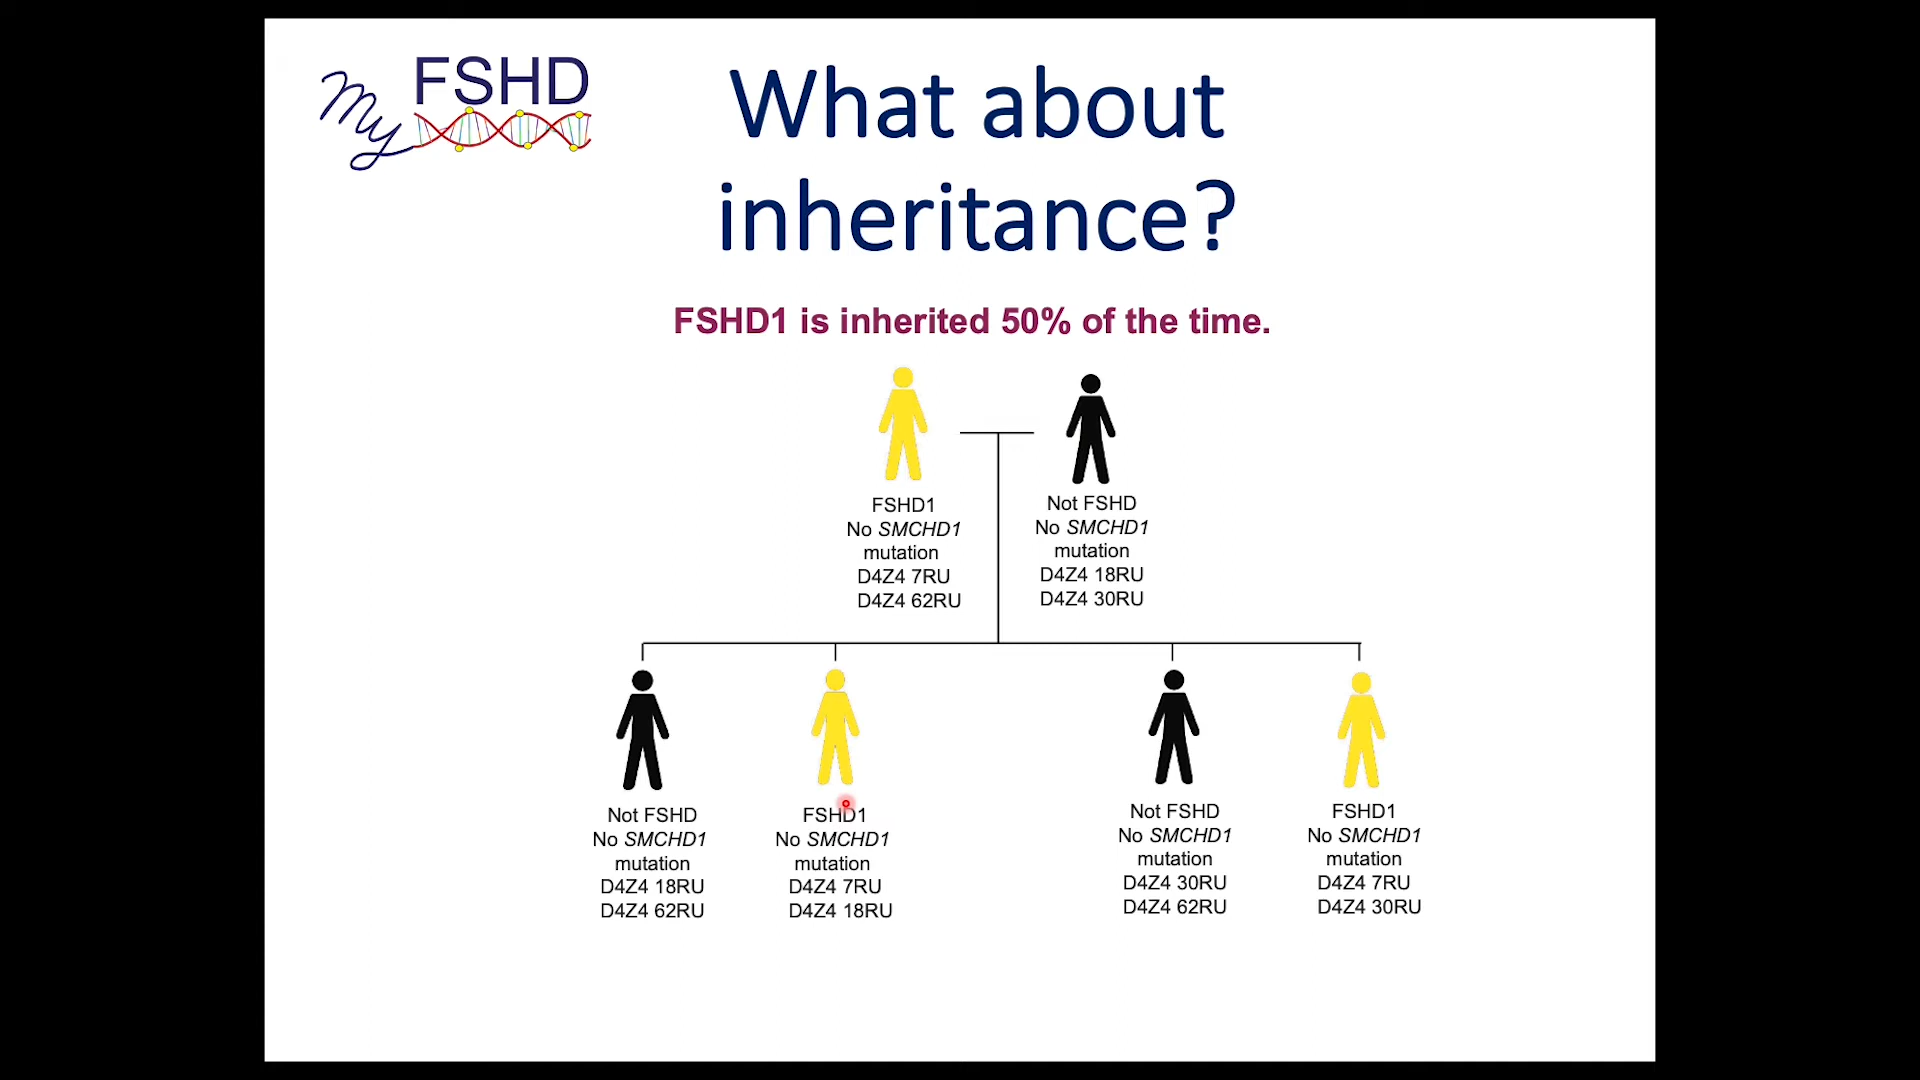 My FSHD
What about
inheritance?
FSHD1 is inherited 50% of the time.
FSHD1
No SMCHD1
mutation
D4Z4 7RU
D4Z4 62RU
Not FSHD
No SMCHD1
mutation
D4Z4 18RU
D4Z4 30RU
Not FSHD
No SMCHD1
mutation
D4Z4 18RU
D4Z4 62RU
FSHD1
No SMCHD1
mutation
D4Z4 7RU
D4Z4 18RU
Not FSHD
No SMCHD1
mutation
D4Z4 30RU
D4Z4 62RU
FSHD1
No SMCHD1
mutation
D4Z4 7RU
D4Z4 30RU